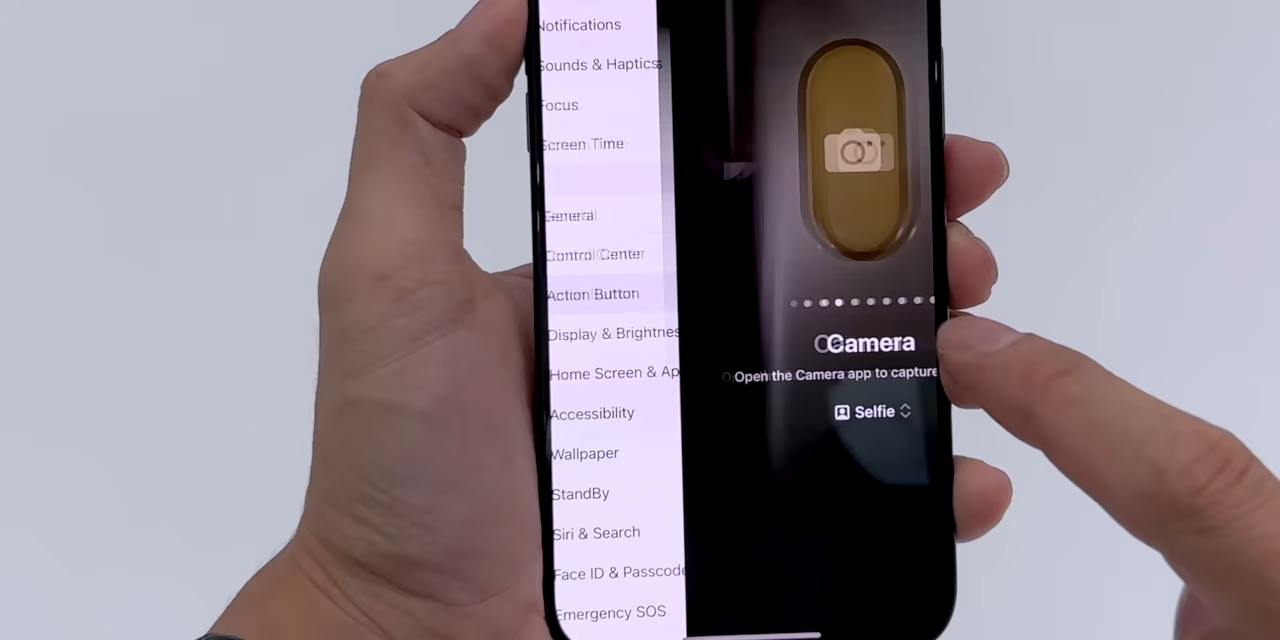 Notifications
Sounds & Haptics
Focus
Screen Time
General
Control Center
Action Button
Display & Brightnes
Home Screen & Ap
Accessibility
Wallpaper
StandBy
Siri & Search
Face ID & Passcode
Emergency SOS
Camera
Open the Camera app to capture
Selfie